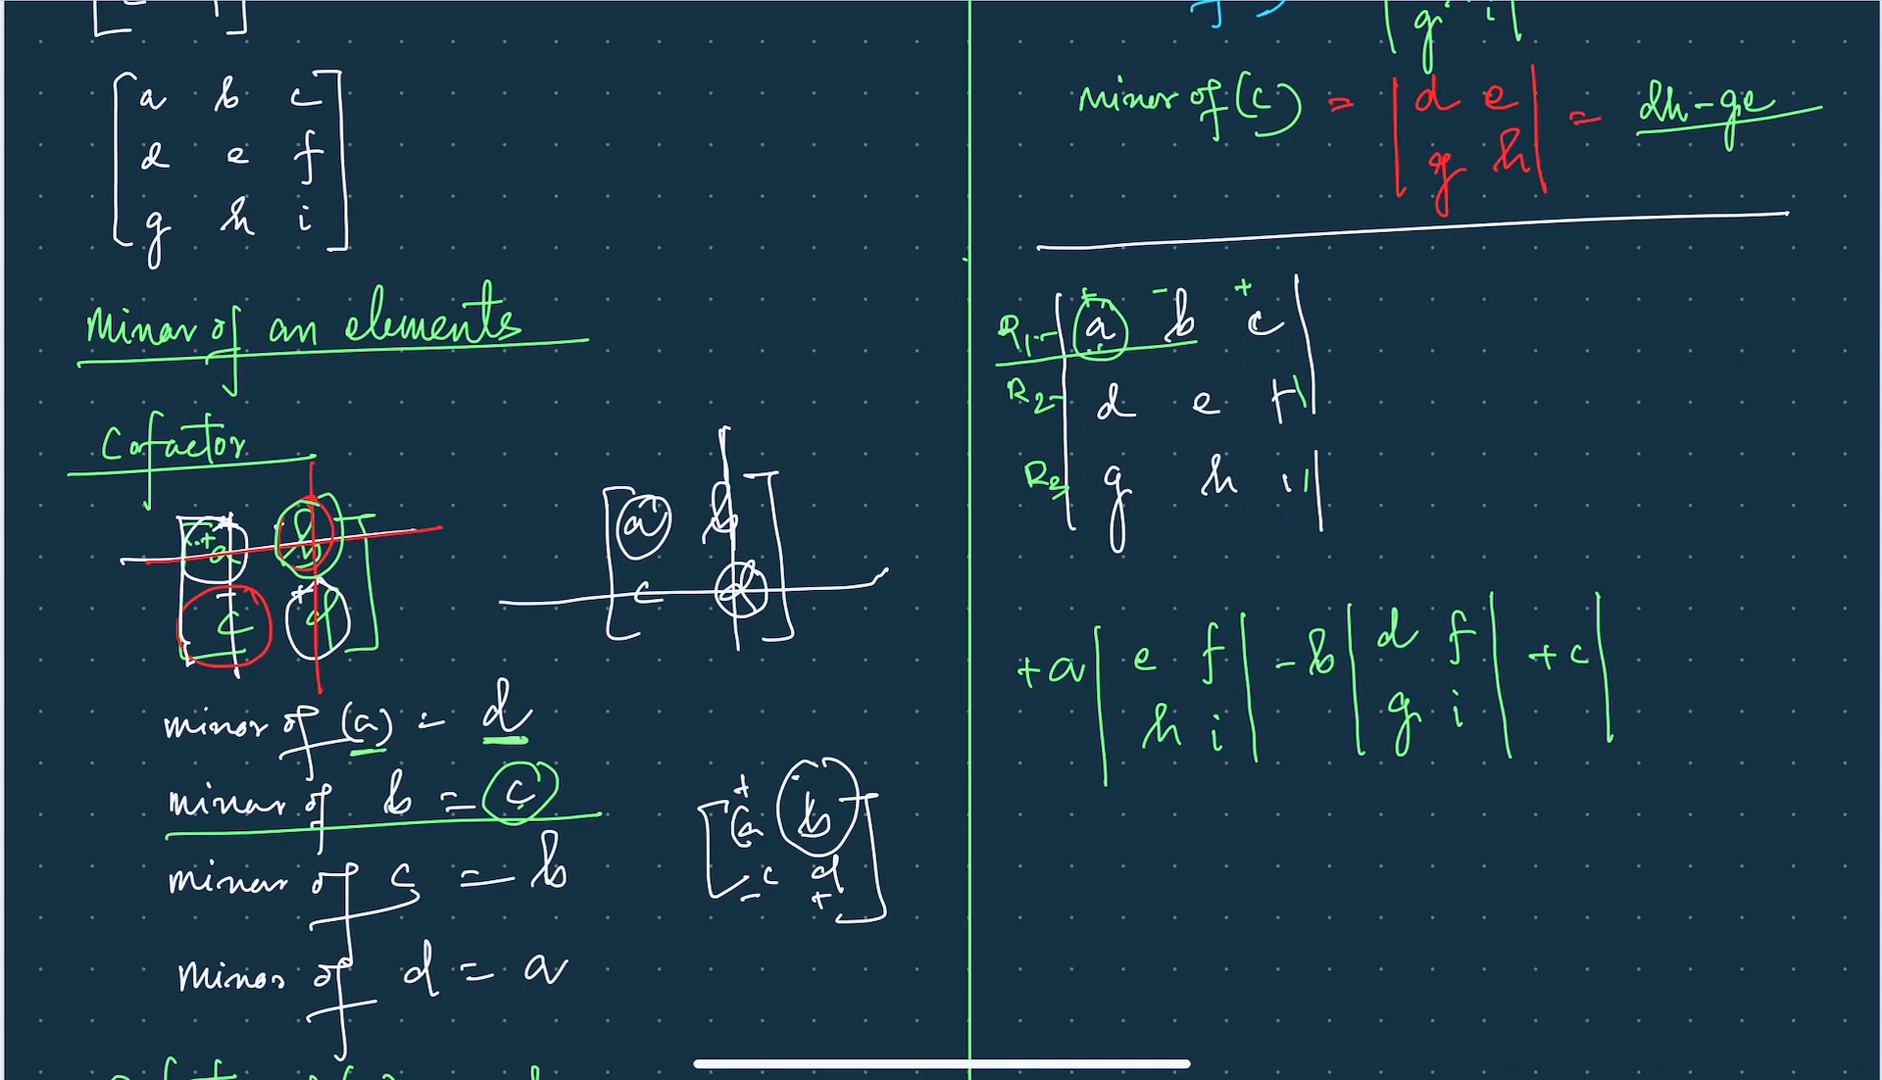 a b c
d e f
g h i
Minor of an elements
Cofactor
a b
c d
a b
c d
minor of (a) = d
minor of b = c
minor of c = b
minor of d = a
+ a b
- c d +
g i
minor of (c) = | d e | = dh - ge
g h
+ - +
R1 - | a b c |
R2 - | d e f |
R3 | g h i |
+a | e f | - b | d f | + c | |
h i g i